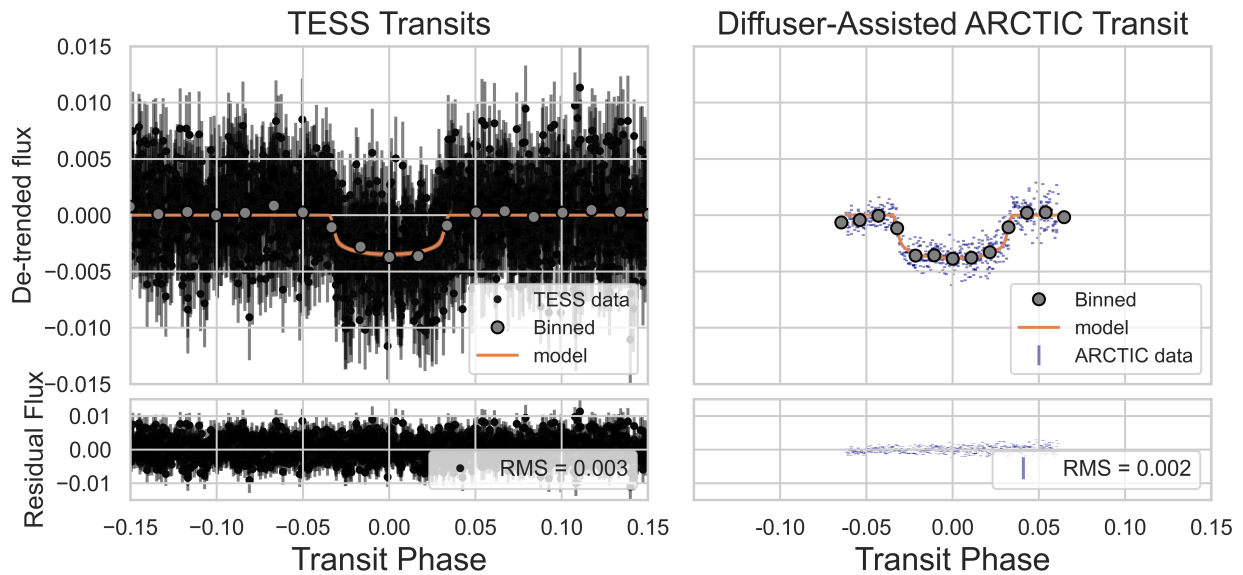 TESS Transits
Diffuser-Assisted ARCTIC Transit
De-trended flux
0.015
0.010
0.005
0.000
−0.005
−0.010
−0.015
TESS data
Binned
model
Binned
model
ARCTIC data
Residual Flux
0.01
0.00
−0.01
RMS = 0.003
RMS = 0.002
−0.15 −0.10 −0.05 0.00 0.05 0.10 0.15
-0.10 -0.05 0.00 0.05 0.10 0.15
Transit Phase
Transit Phase